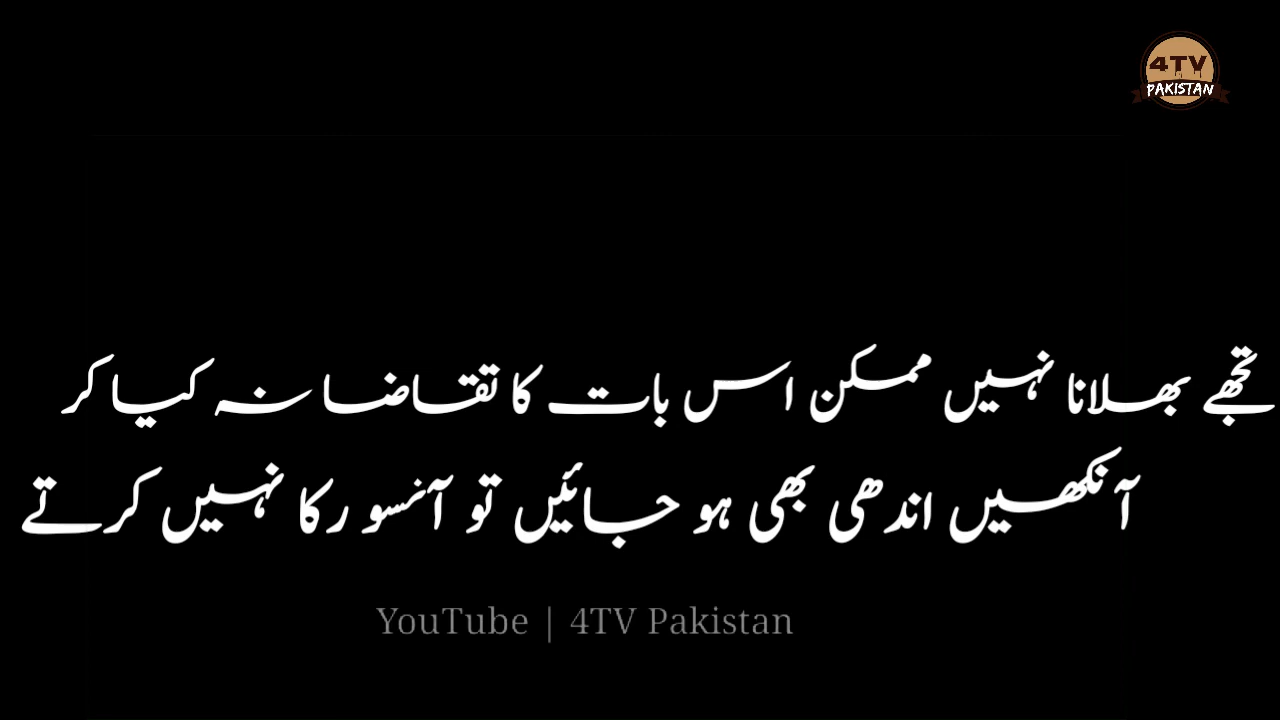 4TV
PAKISTAN
تجھے بھلانا نہیں ممکن اس بات کا تقاضا نہ کیا کر
آنکھیں اندھی بھی ہو جائیں تو آنسو رکا نہیں کرتے
YouTube | 4TV Pakistan